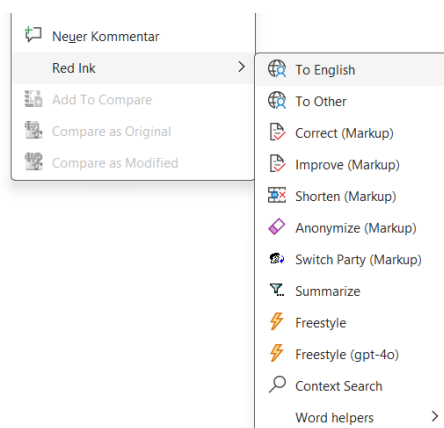 Neuer Kommentar
Red Ink
Add To Compare
Compare as Original
Compare as Modified
To English
To Other
Correct (Markup)
Improve (Markup)
Shorten (Markup)
Anonymize (Markup)
Switch Party (Markup)
Summarize
Freestyle
Freestyle (gpt-4o)
Context Search
Word helpers